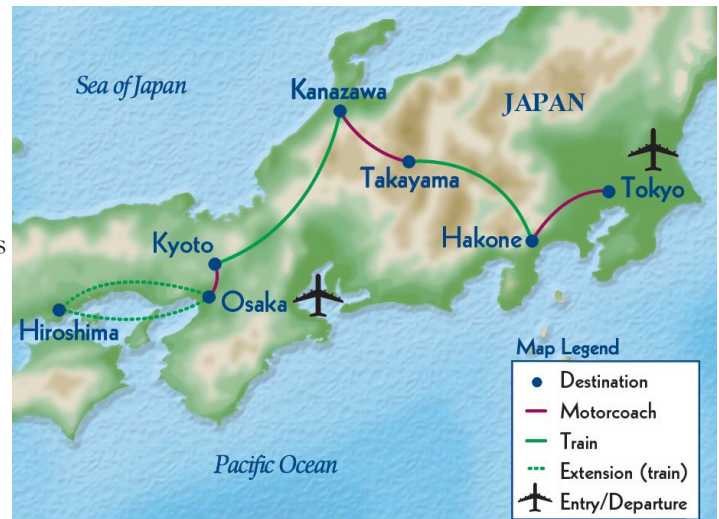 Sea of Japan
Kanazawa
JAPAN
Takayama
Tokyo
Kyoto
Hakone
Osaka
Hiroshima
s
Pacific Ocean
Map Legend
Destination
Motorcoach
Train
Extension (train)
Entry/Departure